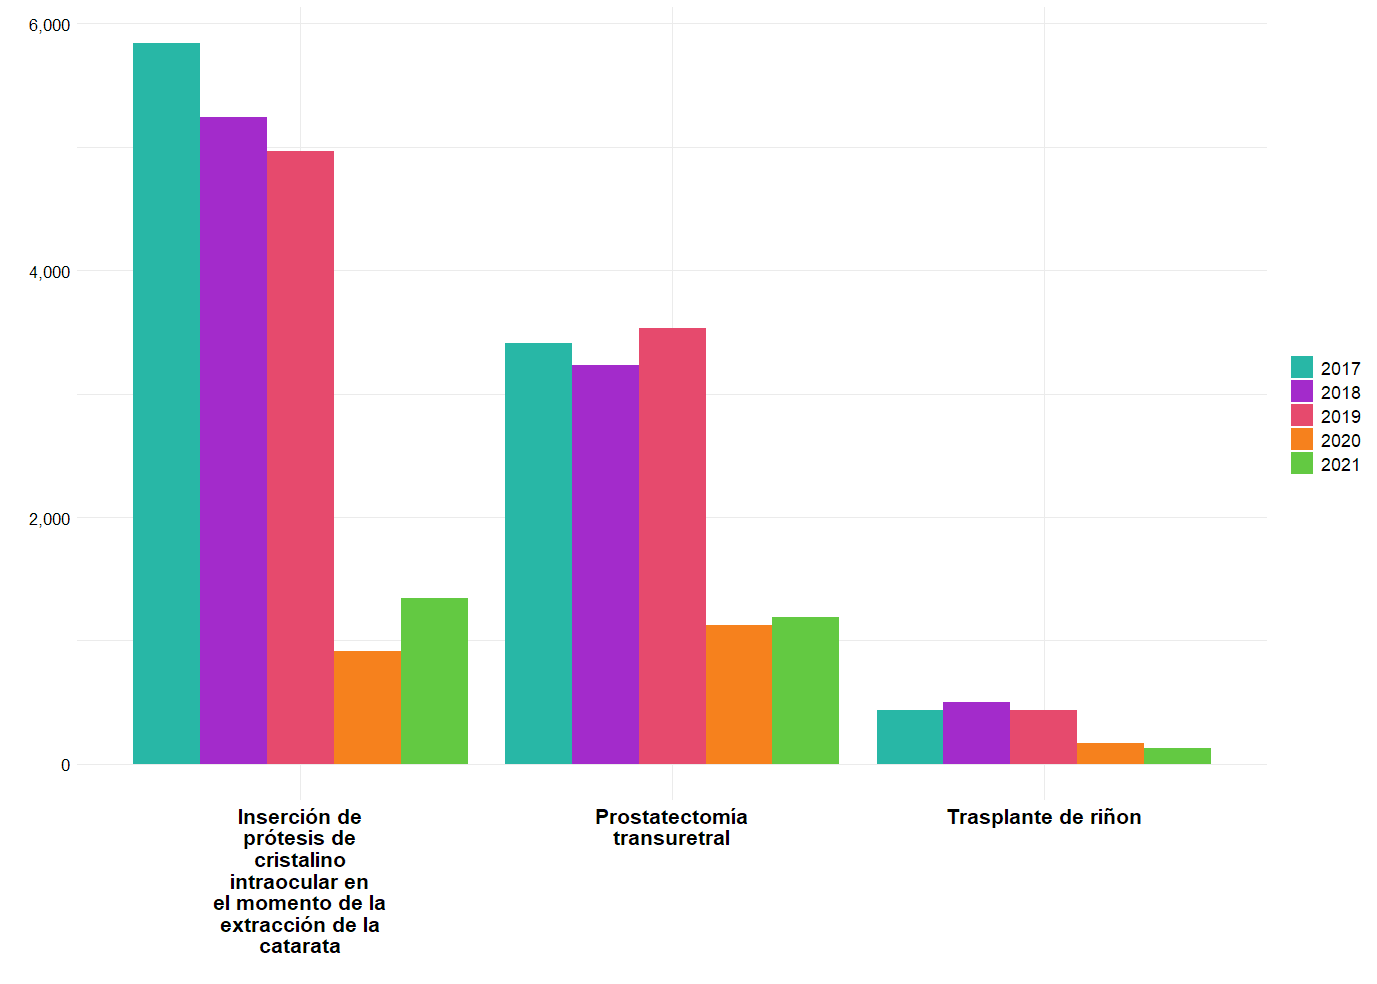 6,000
4,000
2,000
0
2017
2018
2019
2020
2021
Inserción de
prótesis de
cristalino
intraocular en
el momento de la
extracción de la
catarata
Prostatectomía
transuretral
Trasplante de riñon